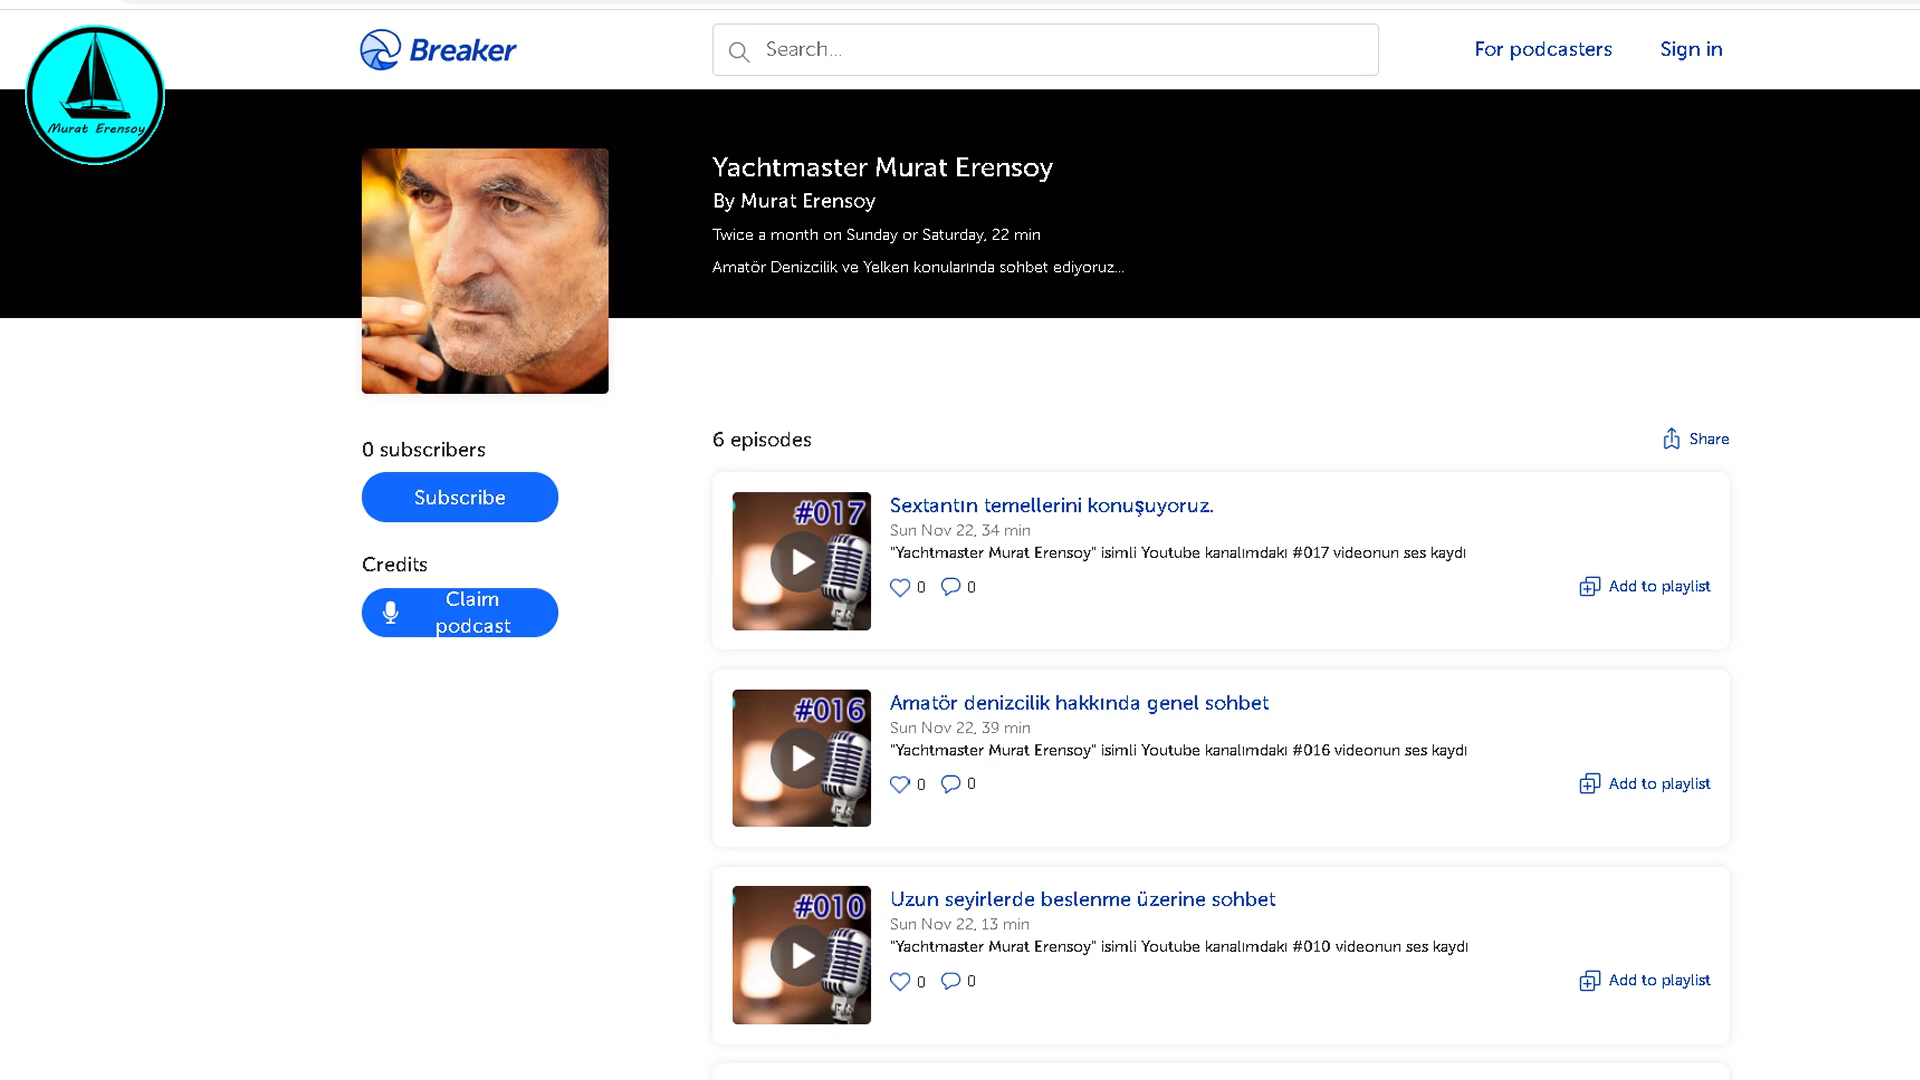 Murat Erensoy
Breaker
Search...
For podcasters
Sign in
Yachtmaster Murat Erensoy
By Murat Erensoy
Twice a month on Sunday or Saturday, 22 min
Amatör Denizcilik ve Yelken konularında sohbet ediyoruz...
0 subscribers
Subscribe
Credits
Claim
podcast
6 episodes
Share
#017
Sextantın temellerini konuşuyoruz.
Sun Nov 22, 34 min
"Yachtmaster Murat Erensoy" isimli Youtube kanalımdaki #017 videonun ses kaydı
0 0
Add to playlist
#016
Amatör denizcilik hakkında genel sohbet
Sun Nov 22, 39 min
"Yachtmaster Murat Erensoy" isimli Youtube kanalımdaki #016 videonun ses kaydı
0 0
Add to playlist
#010
Uzun seyirlerde beslenme üzerine sohbet
Sun Nov 22, 13 min
"Yachtmaster Murat Erensoy" isimli Youtube kanalımdaki #010 videonun ses kaydı
0 0
Add to playlist